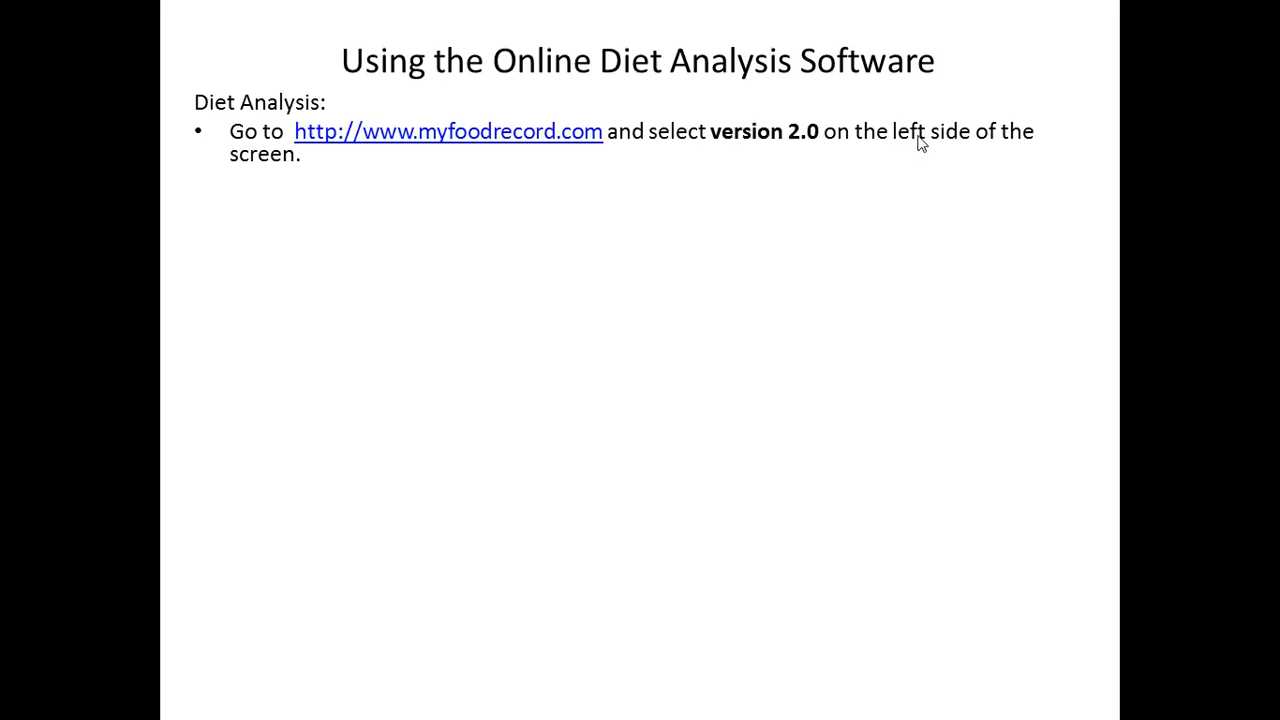 Using the Online Diet Analysis Software
Diet Analysis:
• Go to http://www.myfoodrecord.com and select version 2.0 on the left side of the
screen.